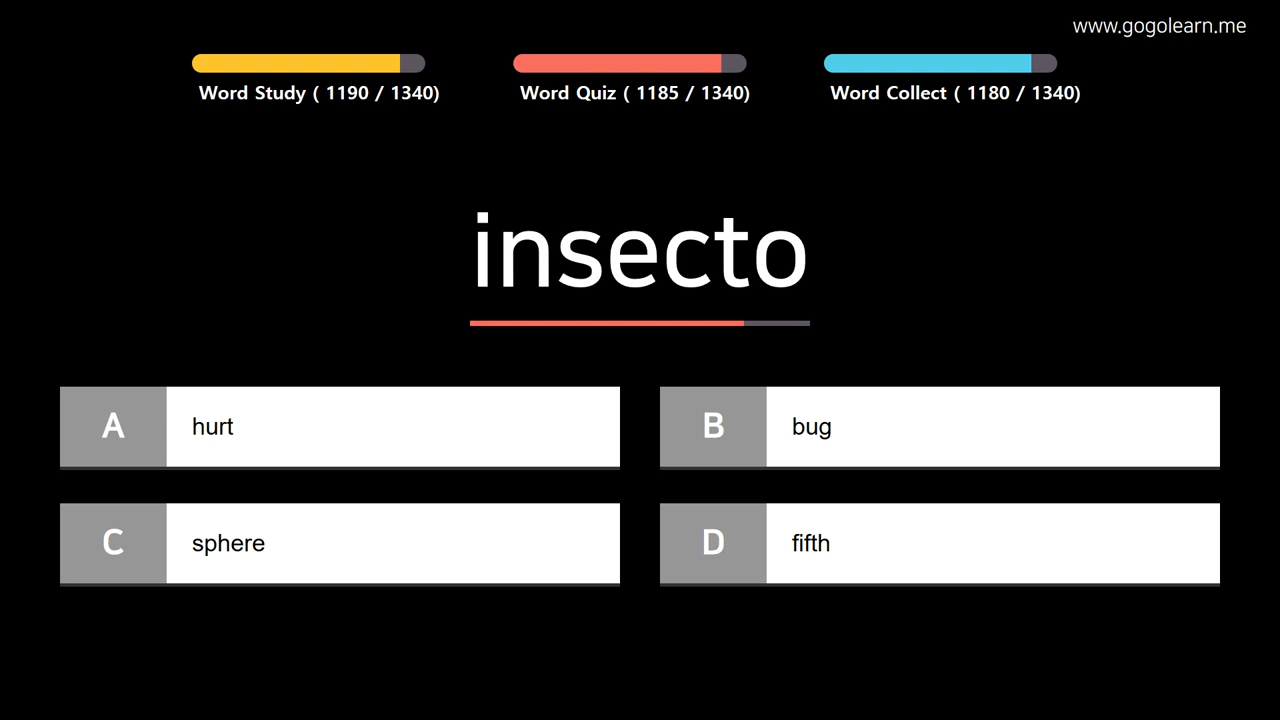 www.gogolearn.me
Word Study ( 1190 / 1340)
Word Quiz ( 1185 / 1340)
Word Collect ( 1180 / 1340)
insecto
A hurt
B bug
C sphere
D fifth